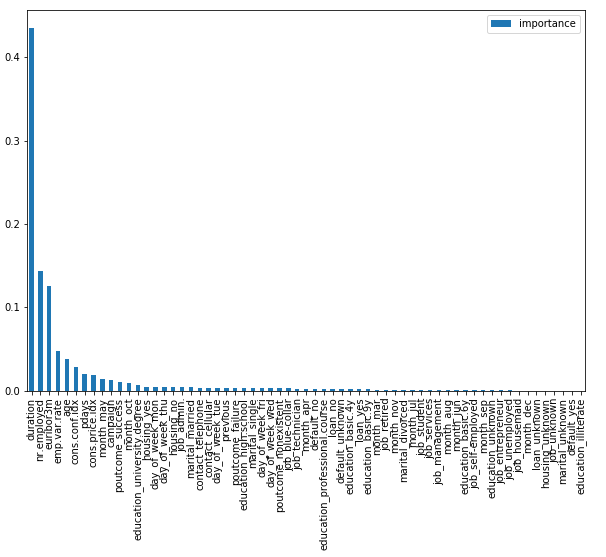 importance
0.4
0.3
0.2
0.1
0.0
duration
nr.employed
euribor3m
emp.var.rate
age
cons.conf.idx
pdays
cons.price.idx
month_may
campaign
poutcome_success
month_oct
education_university.degree
housing_yes
day_of_week_mon
day_of_week_thu
housing_no
job_admin.
marital_married
contact_telephone
contact_cellular
day_of_week_tue
previous
poutcome_failure
education_high.school
marital_single
day_of_week_fri
day_of_week_wed
poutcome_nonexistent
job_blue-collar
job_technician
month_apr
default_no
education_professional.course
loan_no
default_unknown
education_basic.4y
loan_yes
education_basic.9y
month_mar
job_retired
month_nov
marital_divorced
month_jul
job_student
job_services
job_management
month_aug
month_jun
education_basic.6y
job_self-employed
month_sep
education_unknown
job_entrepreneur
job_unemployed
job_housemaid
month_dec
loan_unknown
housing_unknown
job_unknown
marital_unknown
default_yes
education_illiterate